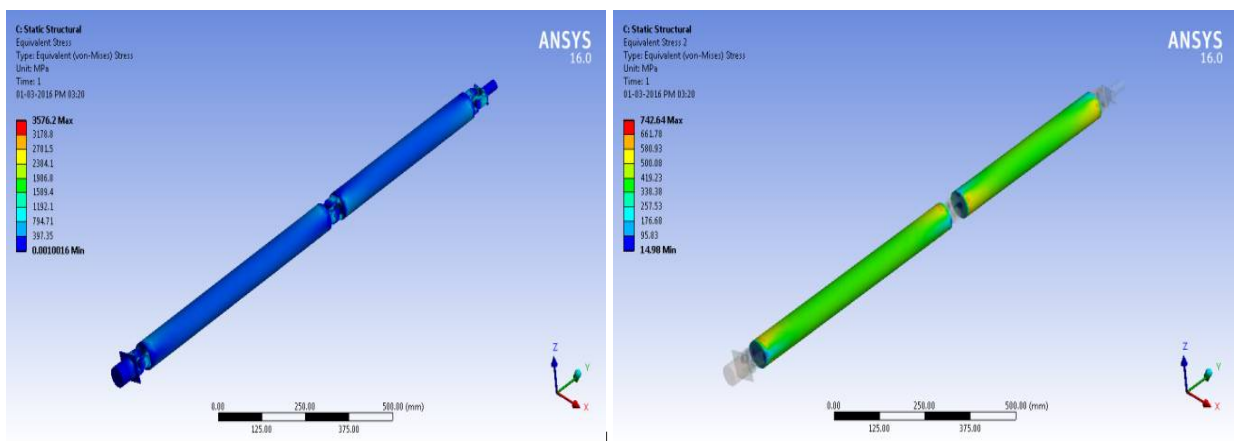 C: Static Structural
Equivalent Stress
Type: Equivalent (von-Mises) Stress
Unit: MPa
Time: 1
01-03-2016 PM 03:20
ANSYS
16.0
3576.2 Max
3178.8
2781.5
2384.1
1986.8
1589.4
1192.1
794.71
397.35
0.0010016 Min
Z
Y
X
0.00 250.00 500.00 (mm)
125.00 375.00
C: Static Structural
Equivalent Stress 2
Type: Equivalent (von-Mises) Stress
Unit: MPa
Time: 1
01-03-2016 PM 03:20
ANSYS
16.0
742.64 Max
661.78
580.93
500.08
419.23
338.38
257.53
176.68
95.83
14.98 Min
Z
Y
X
0.00 250.00 500.00 (mm)
125.00 375.00